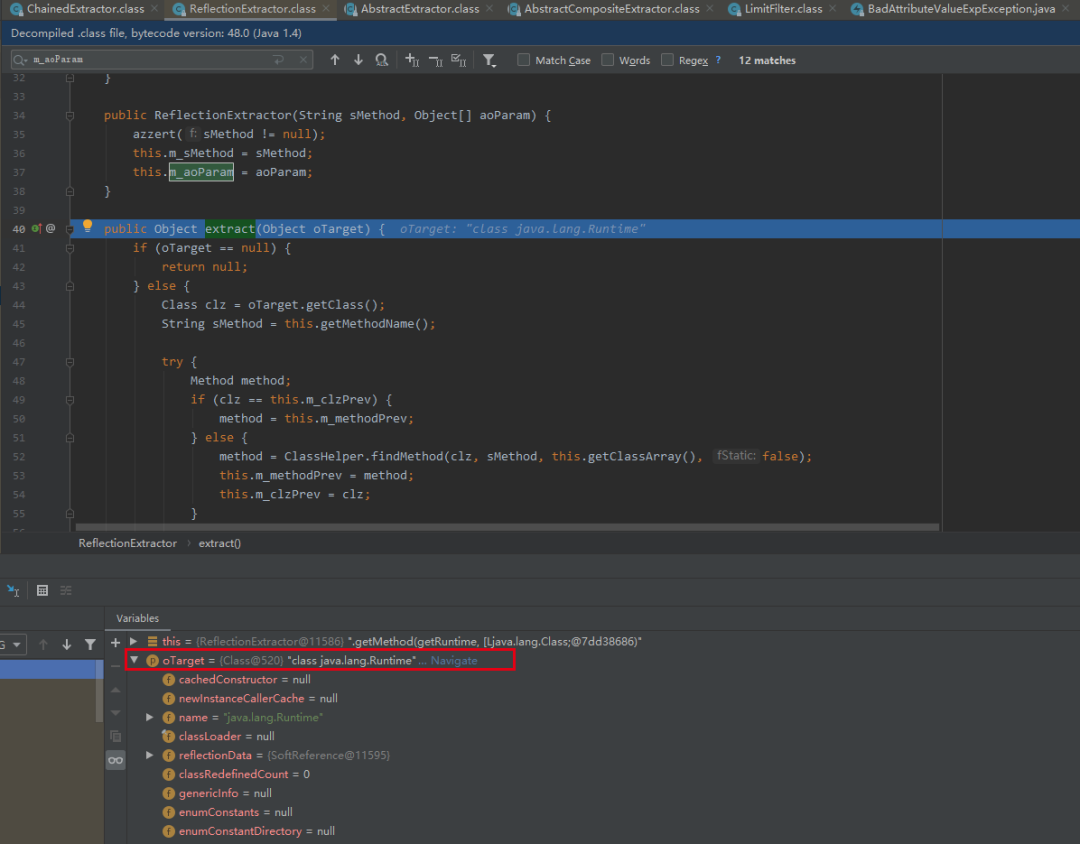 ChainedExtractor.class ReflectionExtractor.class AbstractExtractor.class AbstractCompositeExtractor.class LimitFilter.class BadAttributeValueExpException.java
Decompiled .class file, bytecode version: 48.0 (Java 1.4)
m_aoParam Match Case Words Regex ? 12 matches
32 }
33
34 public ReflectionExtractor(String sMethod, Object[] aoParam) {
35 azzert( f: sMethod != null);
36 this.m_sMethod = sMethod;
37 this.m_aoParam = aoParam;
38 }
39
40 public Object extract(Object oTarget) { oTarget: "class java.lang.Runtime"
41 if (oTarget == null) {
42 return null;
43 } else {
44 Class clz = oTarget.getClass();
45 String sMethod = this.getMethodName();
46
47 try {
48 Method method;
49 if (clz == this.m_clzPrev) {
50 method = this.m_methodPrev;
51 } else {
52 method = ClassHelper.findMethod(clz, sMethod, this.getClassArray(), fStatic: false);
53 this.m_methodPrev = method;
54 this.m_clzPrev = clz;
55 }
ReflectionExtractor › extract()
Variables
this = {ReflectionExtractor@11586} ".getMethod(getRuntime, [Ljava.lang.Class;@7dd38686)"
oTarget = {Class@520} "class java.lang.Runtime" ... Navigate
cachedConstructor = null
newInstanceCallerCache = null
name = "java.lang.Runtime"
classLoader = null
reflectionData = {SoftReference@11595}
classRedefinedCount = 0
genericInfo = null
enumConstants = null
enumConstantDirectory = null